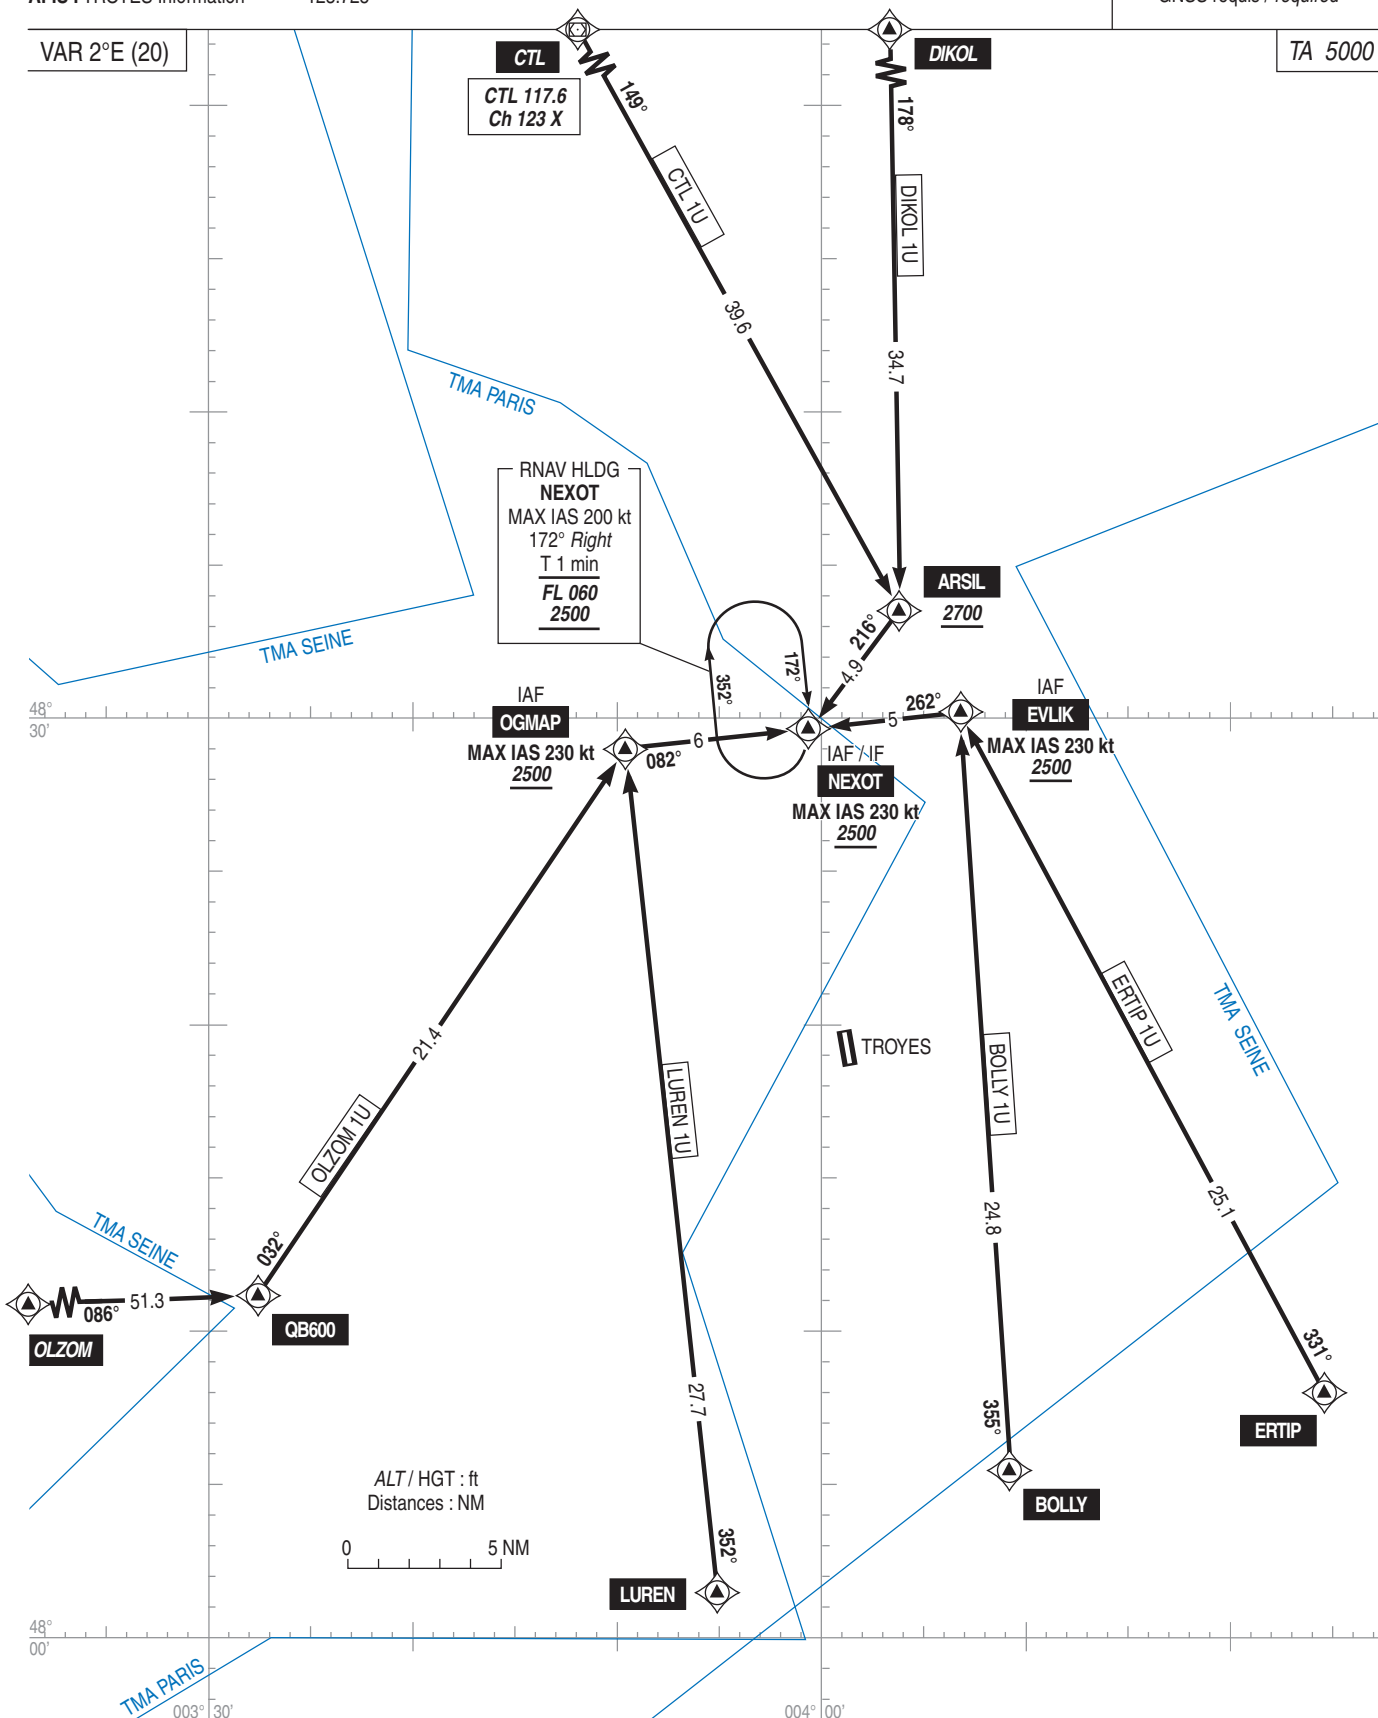 VAR 2°E (20)
CTL
CTL 117.6
Ch 123 X
DIKOL
TA 5000
149°
178°
CTL 1U
DIKOL 1U
39.6
34.7
TMA PARIS
RNAV HLDG
NEXOT
MAX IAS 200 kt
172° Right
T 1 min
FL 060
2500
ARSIL
2700
216°
4.9
TMA SEINE
172°
352°
48°
30'
IAF
OGMAP
MAX IAS 230 kt
2500
082°
6
262°
5
IAF
EVLIK
MAX IAS 230 kt
2500
IAF / IF
NEXOT
MAX IAS 230 kt
2500
21.4
TROYES
ERTIP 1U
TMA SEINE
BOLLY 1U
LUREN 1U
OLZOM 1U
24.8
25.1
TMA SEINE
032°
086°
51.3
OLZOM
QB600
331°
27.7
355°
ERTIP
ALT / HGT : ft
Distances : NM
BOLLY
0
5 NM
352°
LUREN
48°
00'
TMA PARIS
003° 30'
004° 00'